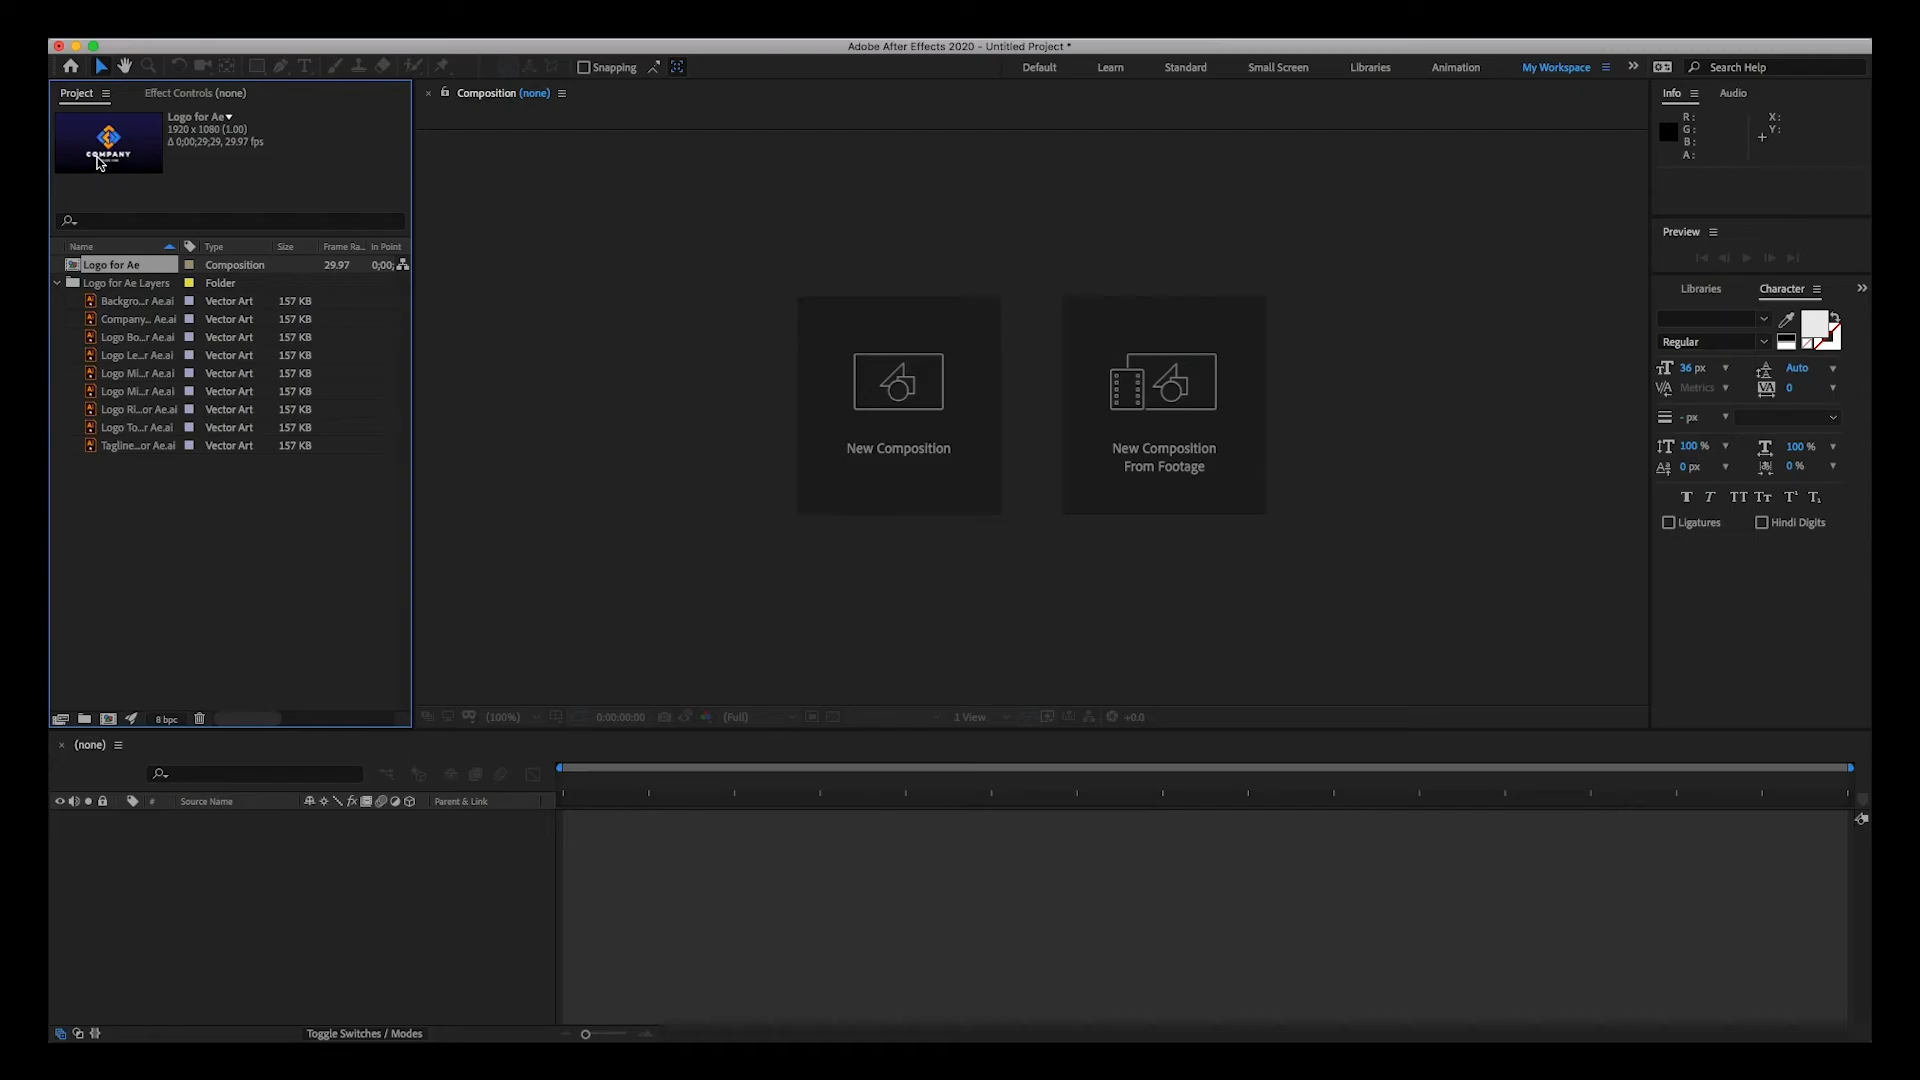 Adobe After Effects 2020 - Untitled Project *
Snapping
Default
Learn
Standard
Small Screen
Libraries
Animation
My Workspace
Search Help
Project
Effect Controls (none)
Logo for Ae
1920 x 1080 (1.00)
Δ 0;00;29;29, 29.97 fps
COMPANY
Name Type Size Frame Ra... In Point
Logo for Ae Composition 29.97 0;00;
Logo for Ae Layers Folder
Backgro...r Ae.ai Vector Art 157 KB
Company... Ae.ai Vector Art 157 KB
Logo Bo...r Ae.ai Vector Art 157 KB
Logo Le...r Ae.ai Vector Art 157 KB
Logo Mi...r Ae.ai Vector Art 157 KB
Logo Mi...r Ae.ai Vector Art 157 KB
Logo Ri...or Ae.ai Vector Art 157 KB
Logo To...r Ae.ai Vector Art 157 KB
Tagline...or Ae.ai Vector Art 157 KB
8 bpc
Composition (none)
New Composition
New Composition
From Footage
(100%)
0:00:00:00
(Full)
1 View
+0.0
Info
Audio
R:
G:
B:
A:
X:
Y:
Preview
Libraries
Character
Regular
36 px
Auto
Metrics
0
- px
100 %
100 %
0 px
0 %
T T TT Tт T¹ T₁
Ligatures
Hindi Digits
(none)
# Source Name
fx
Parent & Link
Toggle Switches / Modes